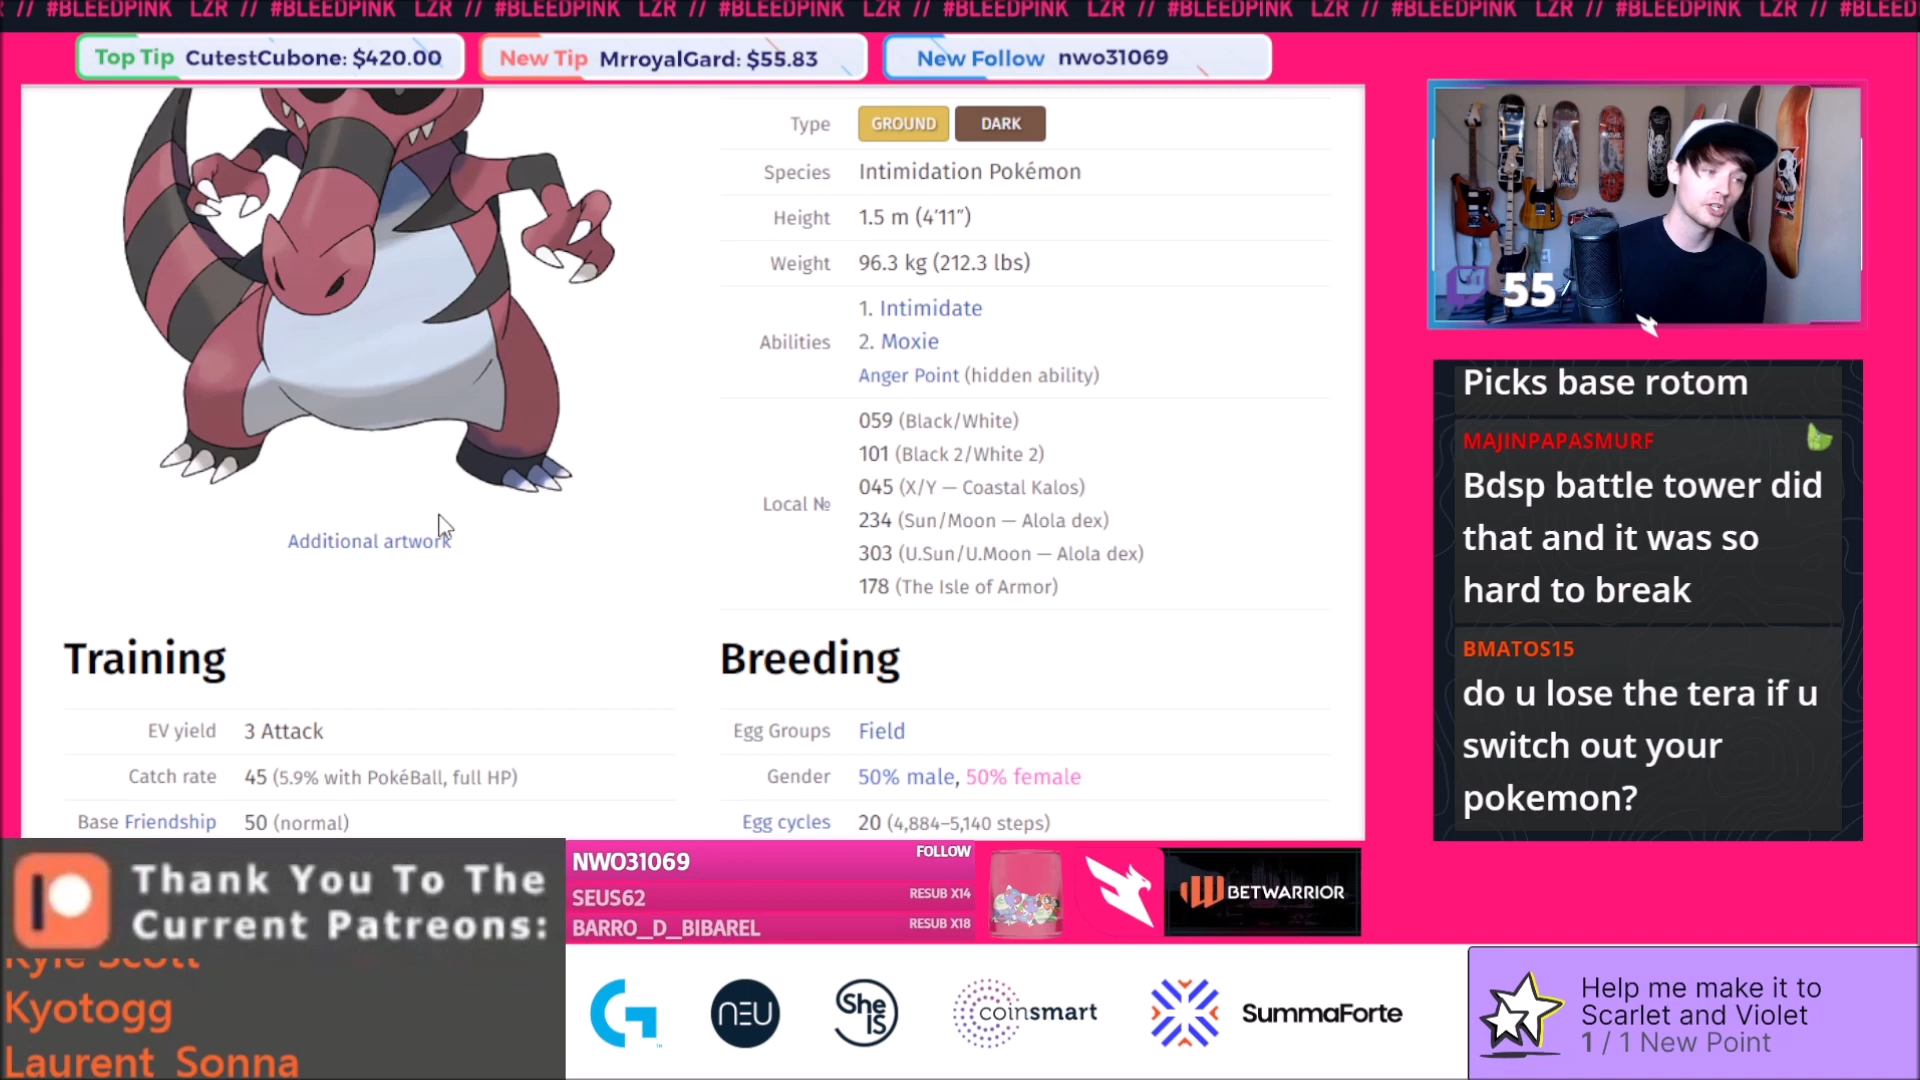 // #BLEEDPINK LZR // #BLEEDPINK LZR // #BLEEDPINK LZR // #BLEEDPINK LZR // #BLEEDPINK LZR // #BLEEDPINK LZR // #BLEEDPINK LZR // #BLEEDPINK LZR // #BLEED
Top Tip CutestCubone: $420.00
New Tip MrroyalGard: $55.83
New Follow nwo31069
Type GROUND DARK
Species Intimidation Pokémon
Height 1.5 m (4′11″)
Weight 96.3 kg (212.3 lbs)
Abilities
1. Intimidate
2. Moxie
Anger Point (hidden ability)
Local №
059 (Black/White)
101 (Black 2/White 2)
045 (X/Y — Coastal Kalos)
234 (Sun/Moon — Alola dex)
303 (U.Sun/U.Moon — Alola dex)
178 (The Isle of Armor)
Additional artwork
Training
EV yield 3 Attack
Catch rate 45 (5.9% with PokéBall, full HP)
Base Friendship 50 (normal)
Breeding
Egg Groups Field
Gender 50% male, 50% female
Egg cycles 20 (4,884–5,140 steps)
55
Picks base rotom
MAJINPAPASMURF
Bdsp battle tower did
that and it was so
hard to break
BMATOS15
do u lose the tera if u
switch out your
pokemon?
Thank You To The
Current Patreons:
Kyle Scott
Kyotogg
Laurent Sonna
NWO31069 FOLLOW
SEUS62 RESUB X14
BARRO_D_BIBAREL RESUB X18
BETWARRIOR
G
neu
She is
coinsmart
SummaForte
Help me make it to
Scarlet and Violet
1 / 1 New Point